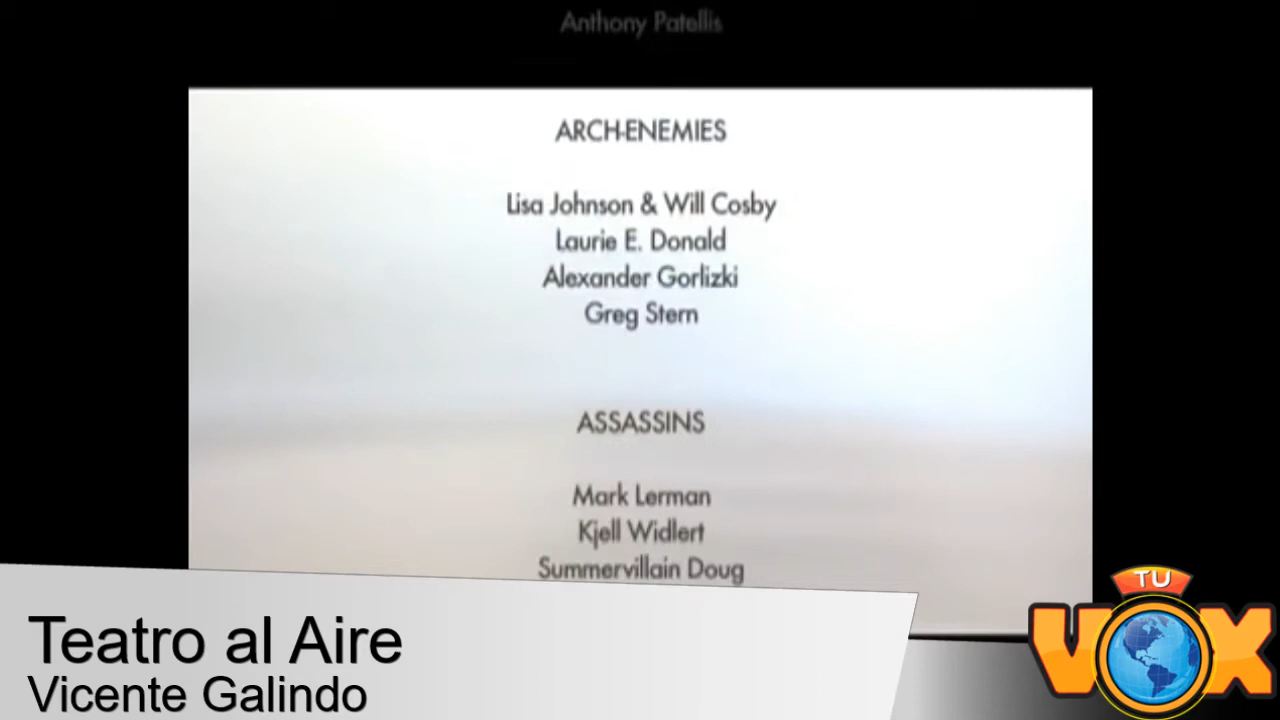 Anthony Patellis
ARCH-ENEMIES
Lisa Johnson & Will Cosby
Laurie E. Donald
Alexander Gorlizki
Greg Stern
ASSASSINS
Mark Lerman
Kjell Widlert
Summervillain Doug
Teatro al Aire
Vicente Galindo
TU
VOX